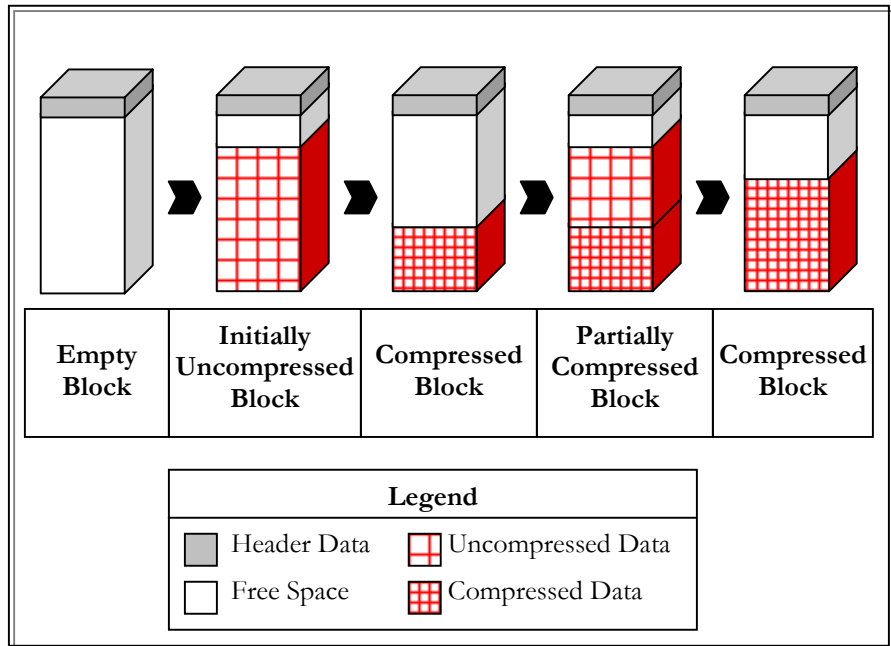 Empty
Block
Initially
Uncompressed
Block
Compressed
Block
Partially
Compressed
Block
Compressed
Block
Legend
Header Data
Uncompressed Data
Free Space
Compressed Data